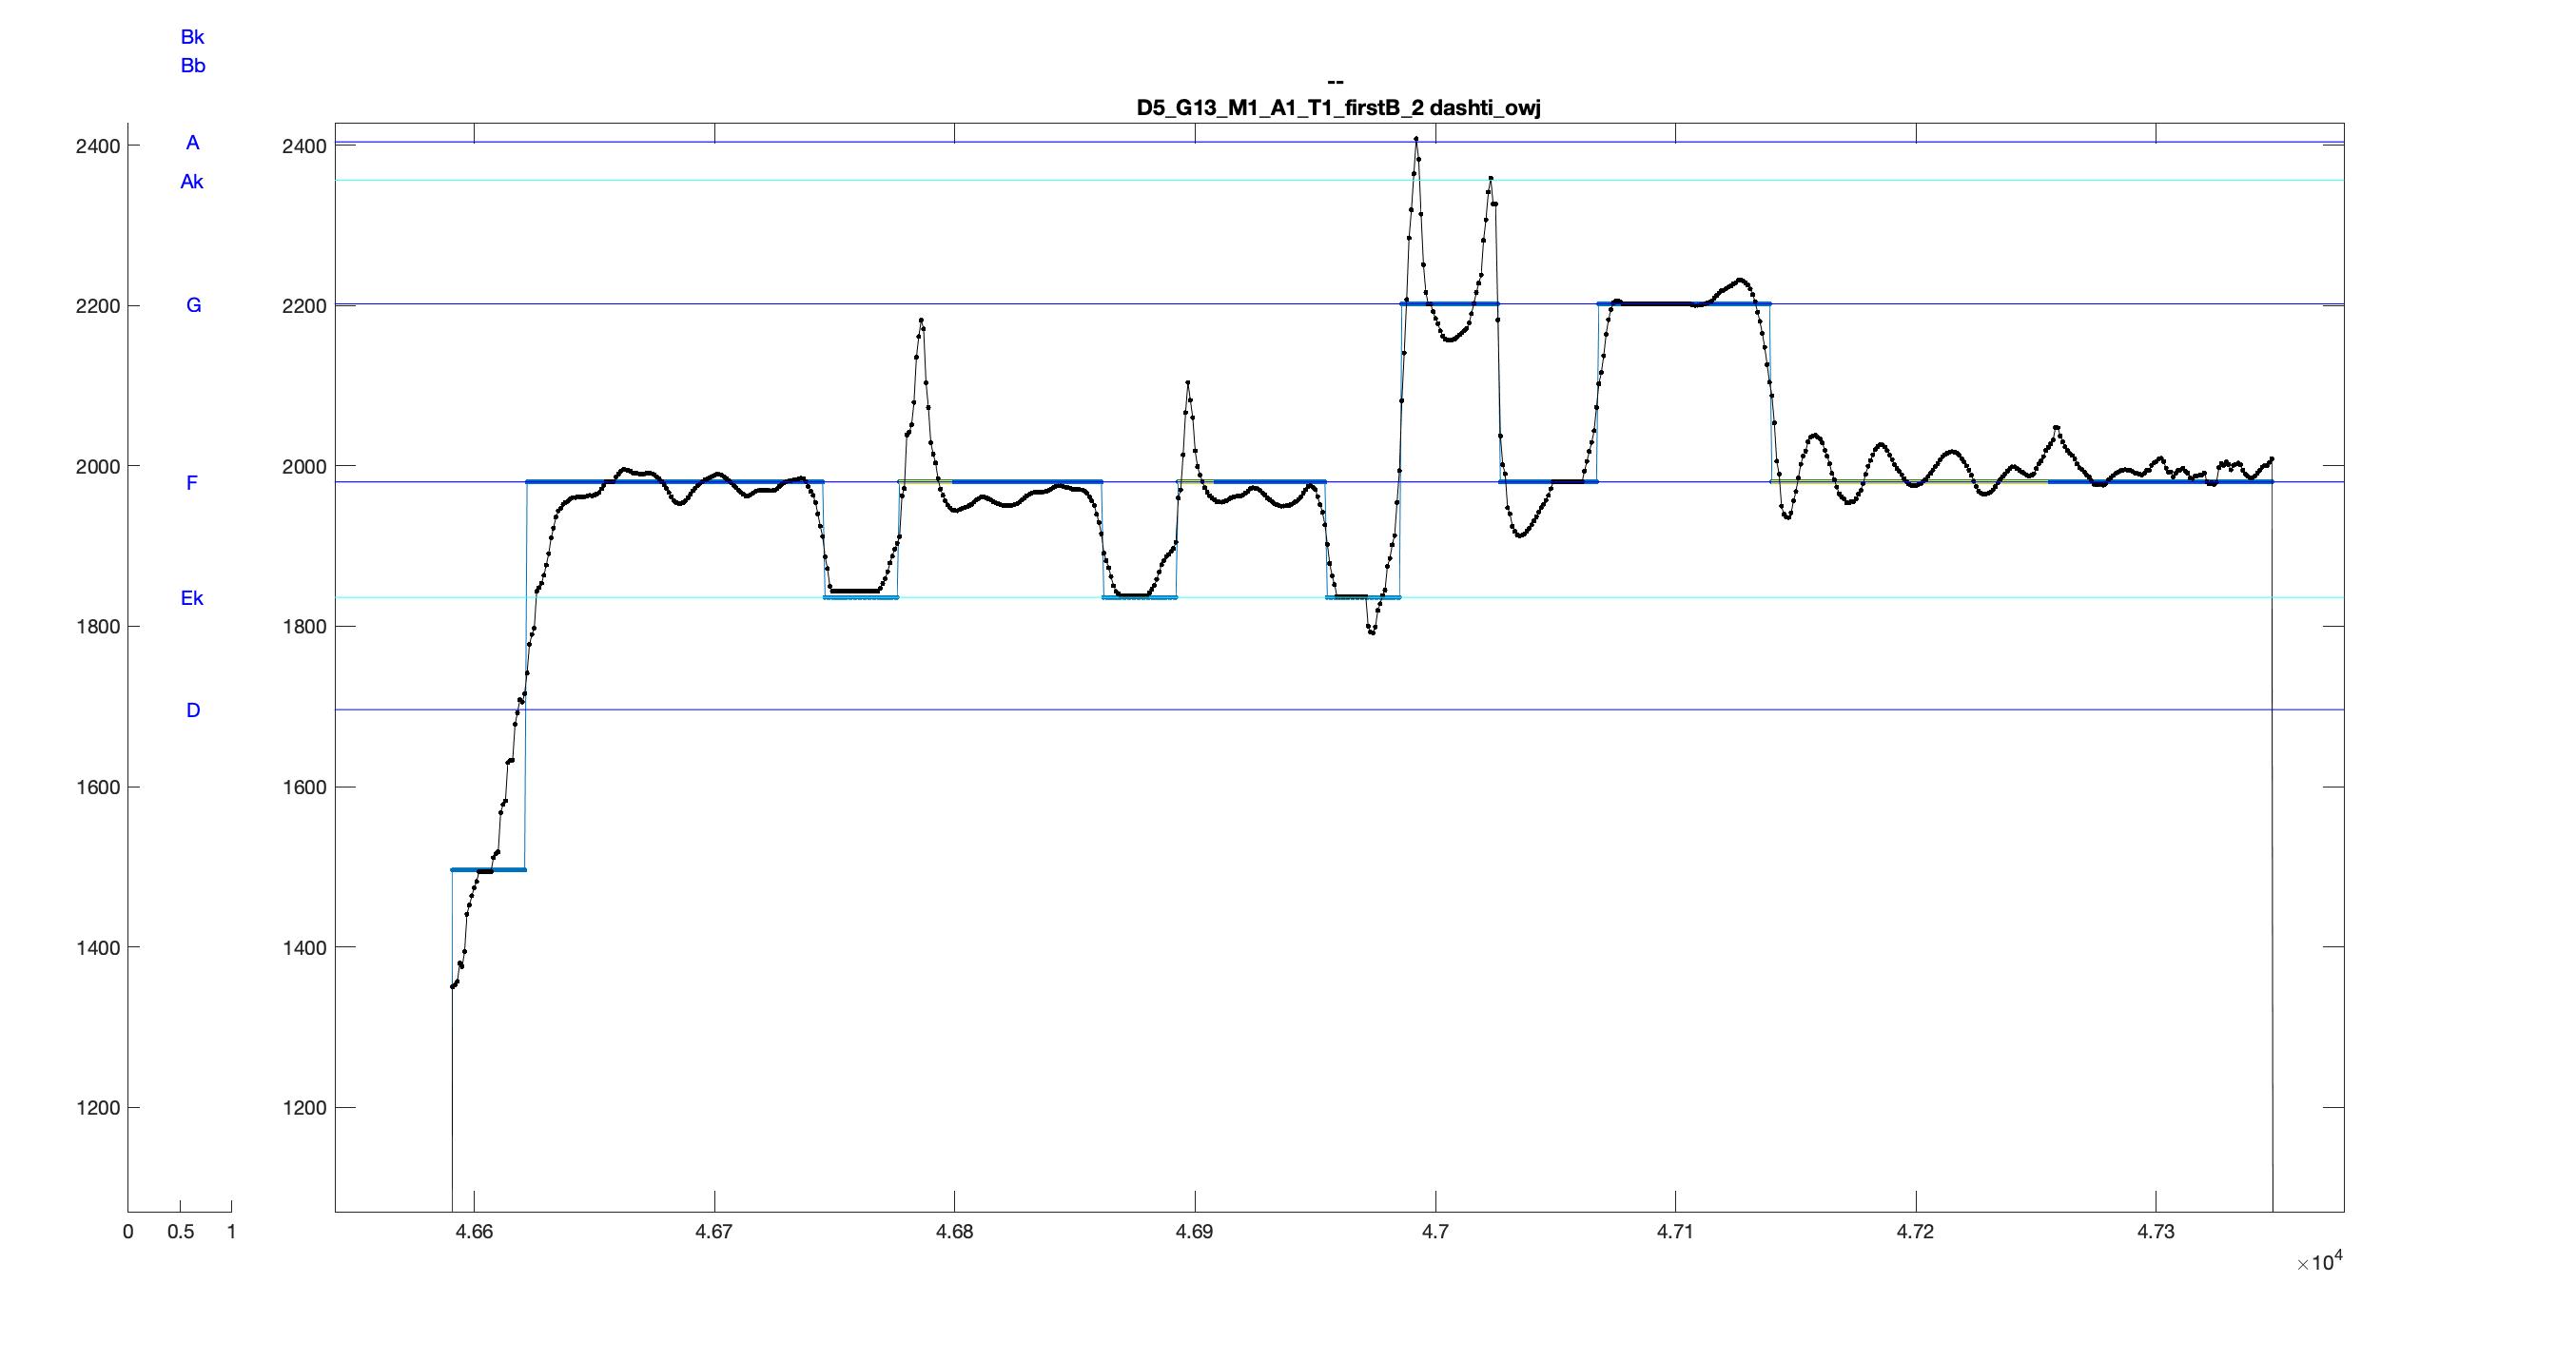 Bk
Bb
--
D5_G13_M1_A1_T1_firstB_2 dashti_owj
2400 A 2400
Ak
2200 G 2200
2000 2000
F
Ek
1800 1800
D
1600 1600
1400 1400
1200 1200
0 0.5 1 4.66 4.67 4.68 4.69 4.7 4.71 4.72 4.73
×10⁴